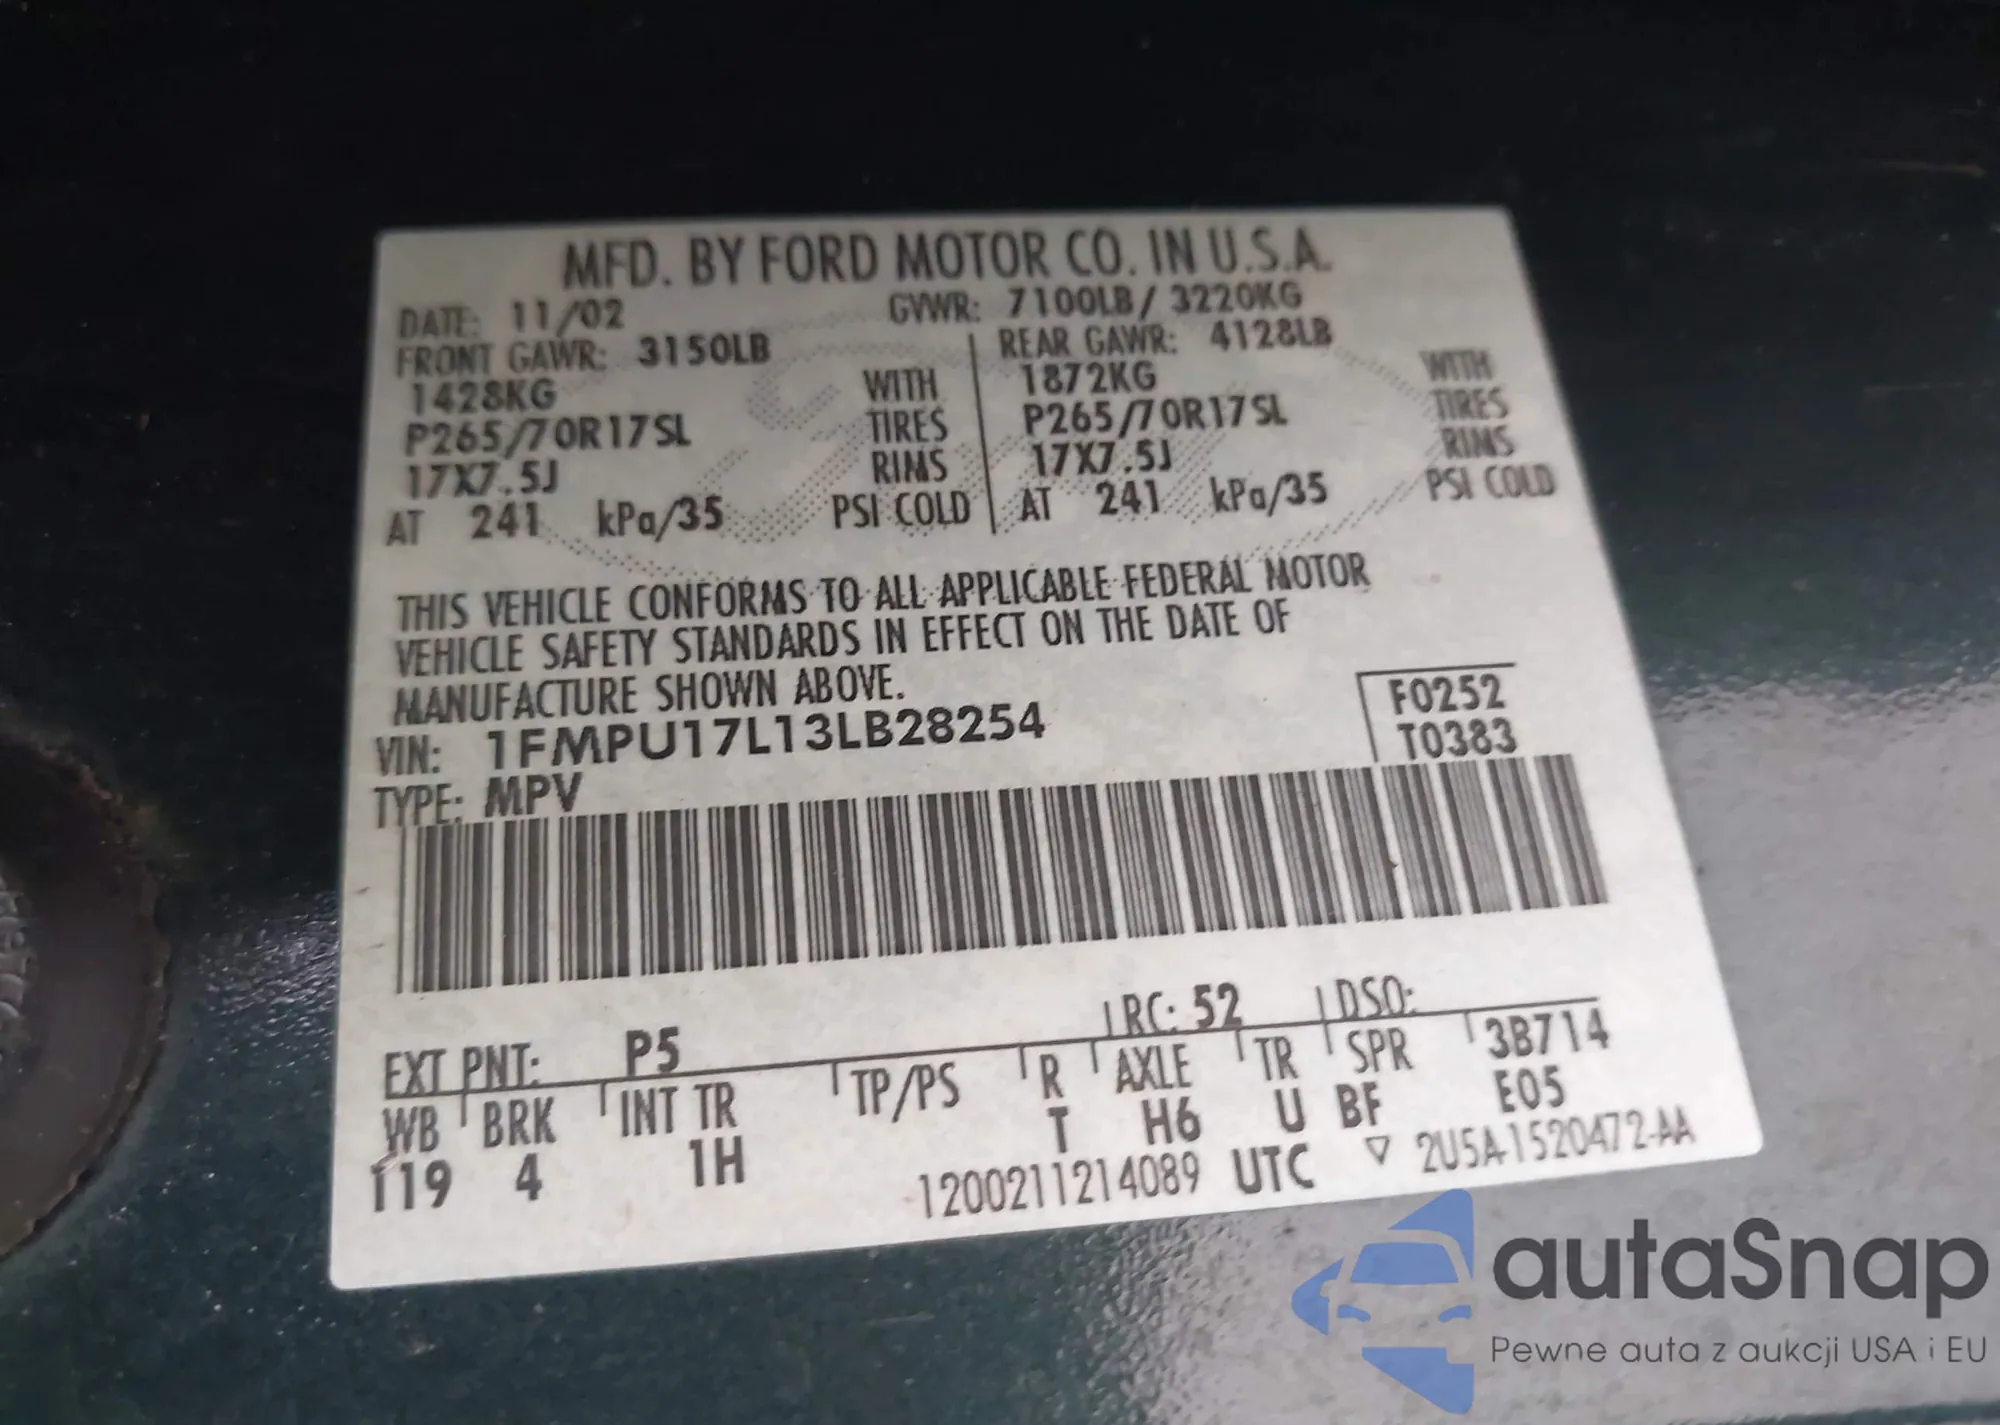 MFD. BY FORD MOTOR CO. IN U.S.A.
DATE: 11/02 GVWR: 7100LB/ 3220KG
FRONT GAWR: 3150LB REAR GAWR: 4128LB
1428KG WITH 1872KG WITH
P265/70R17SL TIRES P265/70R17SL TIRES
17X7.5J RIMS 17X7.5J RIMS
AT 241 kPa/35 PSI COLD AT 241 kPa/35 PSI COLD
THIS VEHICLE CONFORMS TO ALL APPLICABLE FEDERAL MOTOR
VEHICLE SAFETY STANDARDS IN EFFECT ON THE DATE OF
MANUFACTURE SHOWN ABOVE.
VIN: 1FMPU17L13LB28254 F0252
TYPE: MPV T0383
EXT PNT: P5 RC: 52 DSO:
WB BRK INT TR TP/PS R AXLE TR SPR 3B714
119 4 1H T H6 U BF E05
1200211214089 UTC ▽ 2U5A-1520472-AA
autaSnap
Pewne auta z aukcji USA i EU